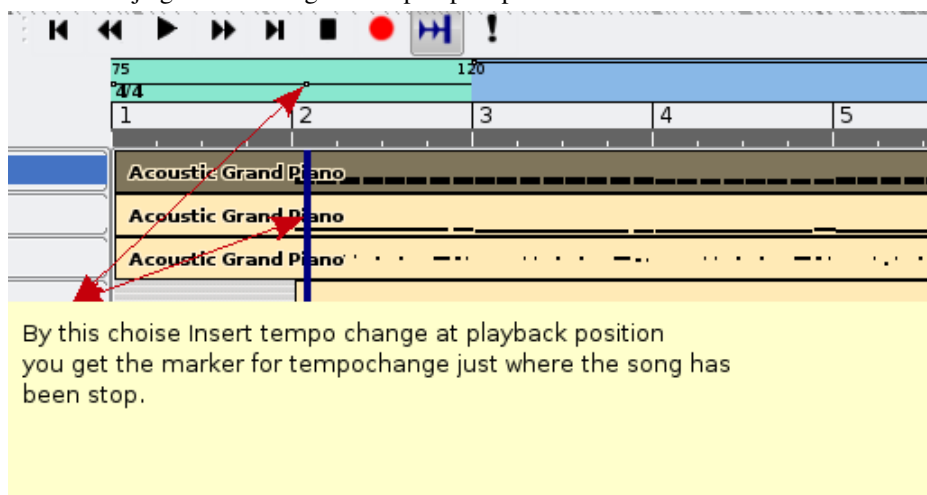 75 120
4/4
1 2 3 4 5
Acoustic Grand Piano
Acoustic Grand Piano
Acoustic Grand Piano
By this choise Insert tempo change at playback position
you get the marker for tempochange just where the song has
been stop.